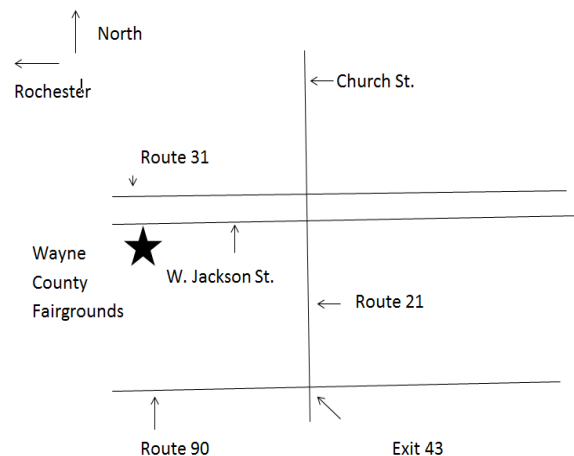 North
Rochester
Church St.
Route 31
Wayne
County
Fairgrounds
W. Jackson St.
Route 21
Route 90
Exit 43